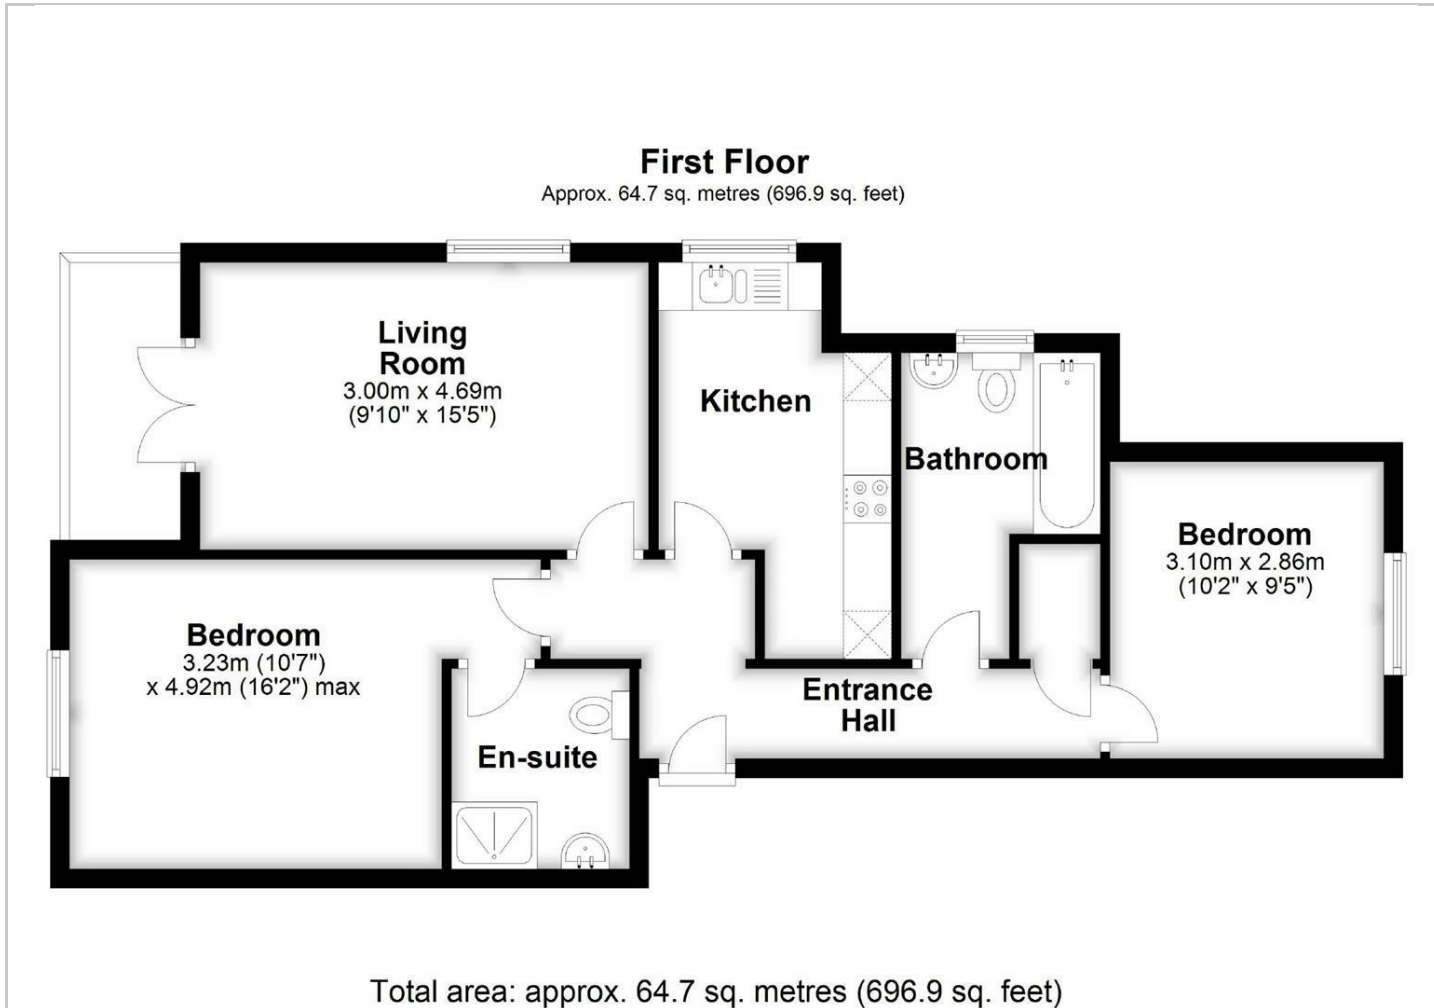 First Floor
Approx. 64.7 sq. metres (696.9 sq. feet)
Living
Room
3.00m x 4.69m
(9'10" x 15'5")
Kitchen
Bathroom
Bedroom
3.10m x 2.86m
(10'2" x 9'5")
Bedroom
3.23m (10'7")
x 4.92m (16'2") max
Entrance
Hall
En-suite
Total area: approx. 64.7 sq. metres (696.9 sq. feet)